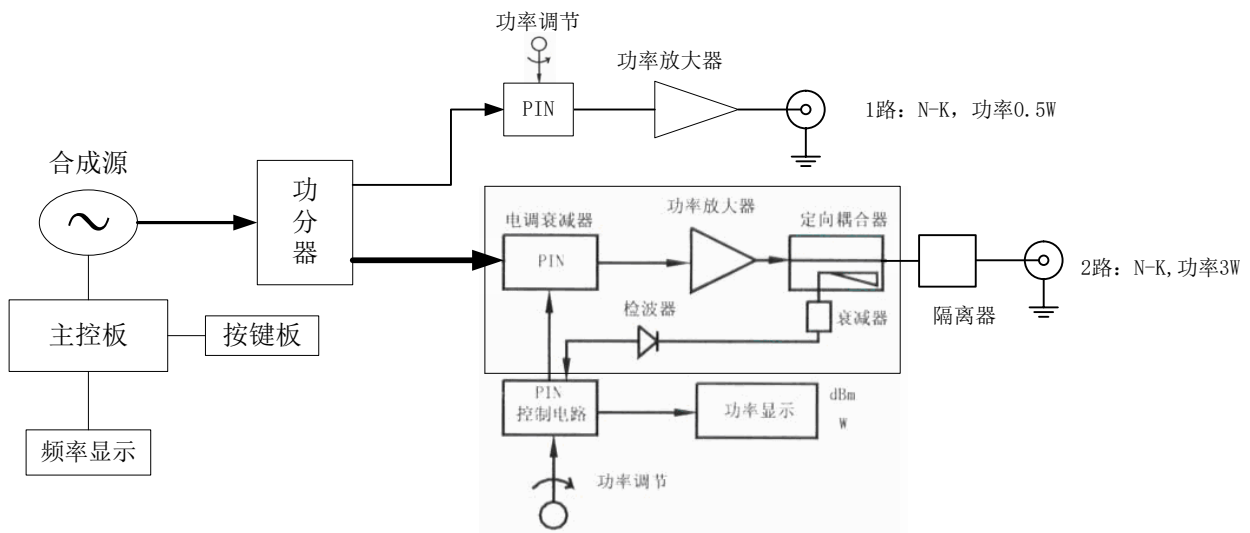 功率调节
功率放大器
PIN
1路：N-K，功率0.5W
合成源
功
分
器
功率放大器
电调衰减器
定向耦合器
PIN
2路：N-K,功率3W
检波器
衰减器
隔离器
主控板
按键板
PIN
控制电路
功率显示
dBm
W
频率显示
功率调节